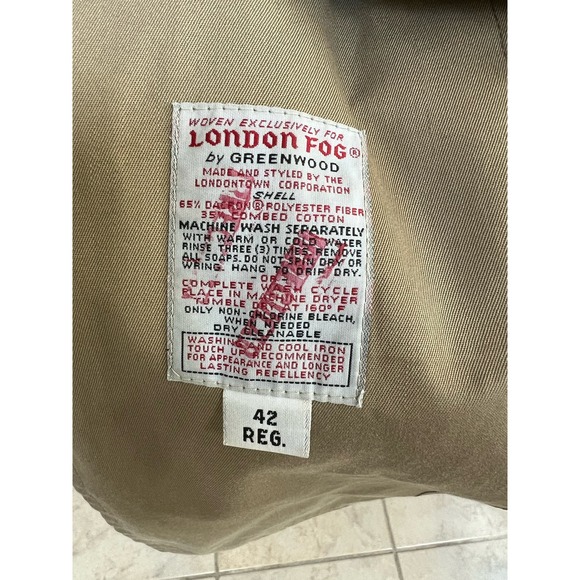 WOVEN EXCLUSIVELY FOR
LONDON FOG®
by GREENWOOD
MADE AND STYLED BY THE
LONDONTOWN CORPORATION
SHELL
65% DACRON® POLYESTER FIBER
35% COMBED COTTON
MACHINE WASH SEPARATELY
WITH WARM OR COLD WATER
RINSE THREE (3) TIMES. REMOVE
ALL SOAPS. DO NOT SPIN DRY OR
WRING. HANG TO DRIP DRY.
- OR -
COMPLETE WASH CYCLE
PLACE IN MACHINE DRYER
TUMBLE DRY AT 160° F
ONLY NON-CHLORINE BLEACH,
WHEN NEEDED
DRY CLEANABLE
WASHING AND COOL IRON
TOUCH UP RECOMMENDED
FOR APPEARANCE AND LONGER
LASTING REPELLENCY
42
REG.